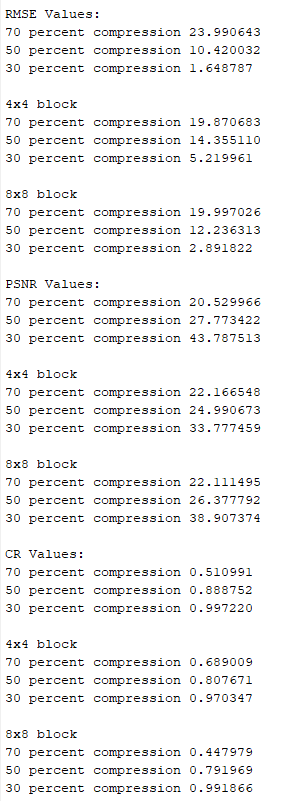 RMSE Values:
70 percent compression 23.990643
50 percent compression 10.420032
30 percent compression 1.648787
4x4 block
70 percent compression 19.870683
50 percent compression 14.355110
30 percent compression 5.219961
8x8 block
70 percent compression 19.997026
50 percent compression 12.236313
30 percent compression 2.891822
PSNR Values:
70 percent compression 20.529966
50 percent compression 27.773422
30 percent compression 43.787513
4x4 block
70 percent compression 22.166548
50 percent compression 24.990673
30 percent compression 33.777459
8x8 block
70 percent compression 22.111495
50 percent compression 26.377792
30 percent compression 38.907374
CR Values:
70 percent compression 0.510991
50 percent compression 0.888752
30 percent compression 0.997220
4x4 block
70 percent compression 0.689009
50 percent compression 0.807671
30 percent compression 0.970347
8x8 block
70 percent compression 0.447979
50 percent compression 0.791969
30 percent compression 0.991866